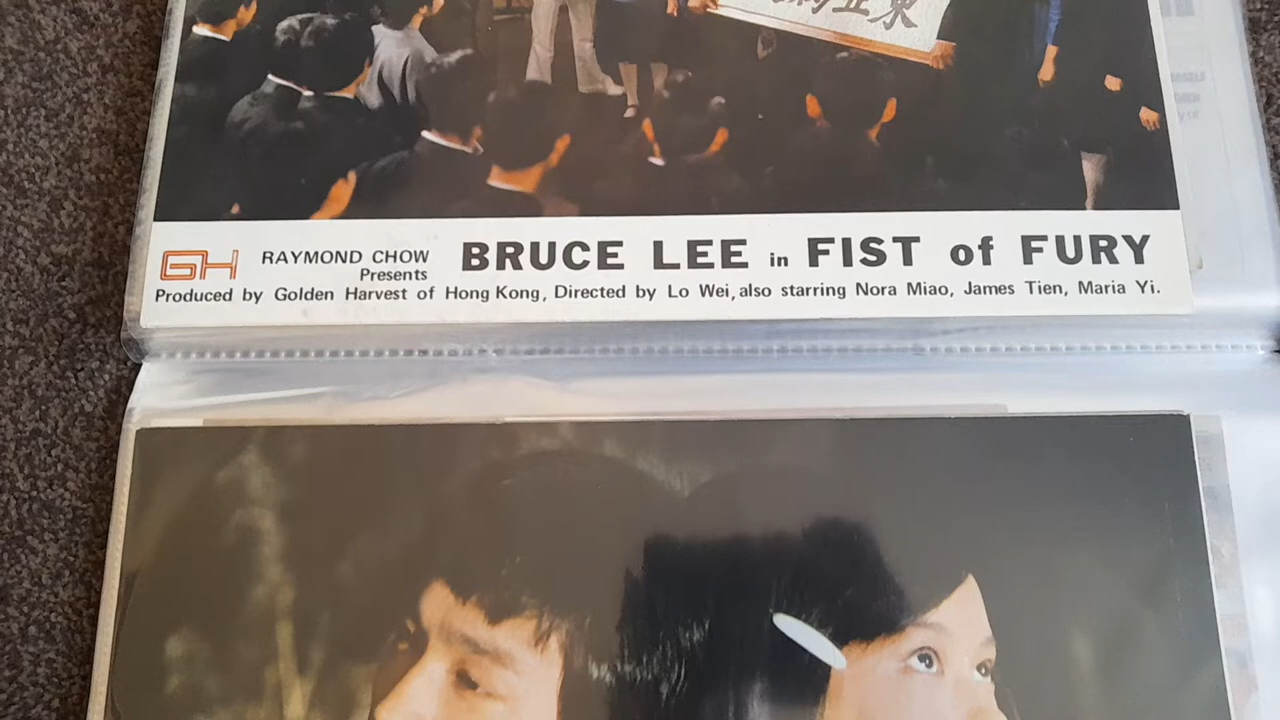 GH RAYMOND CHOW BRUCE LEE in FIST of FURY
Presents
Produced by Golden Harvest of Hong Kong, Directed by Lo Wei, also starring Nora Miao, James Tien, Maria Yi.